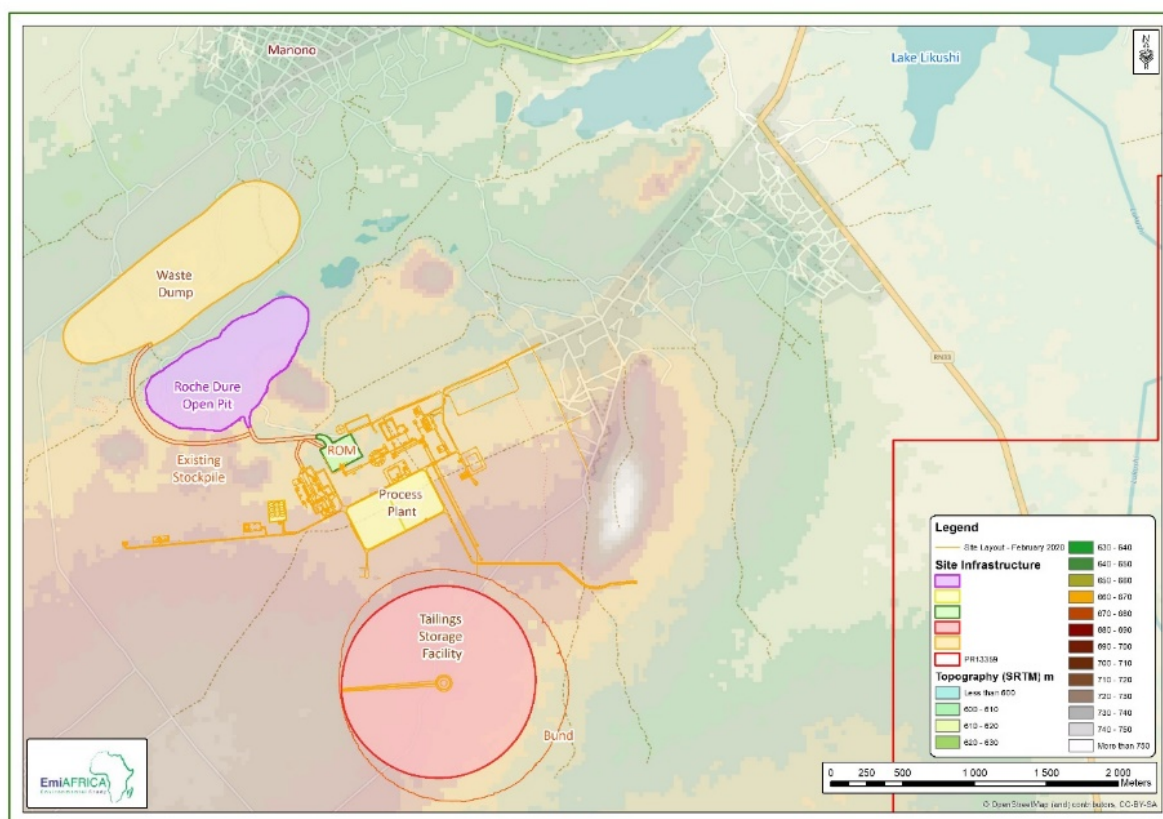 Manono
Lake Likushi
N
Waste
Dump
Roche Dure
Open Pit
RN33
ROM
Existing
Stockpile
Process
Plant
Tailings
Storage
Facility
Bund
Legend
Site Layout - February 2020
Site Infrastructure
PR13359
Topography (SRTM) m
Less than 600
600 - 610
610 - 620
620 - 630
630 - 640
640 - 650
650 - 660
660 - 670
670 - 680
680 - 690
690 - 700
700 - 710
710 - 720
720 - 730
730 - 740
740 - 750
More than 750
0 250 500 1 000 1 500 2 000
Meters
EmiAFRICA
© OpenStreetMap (and) contributors, CC-BY-SA